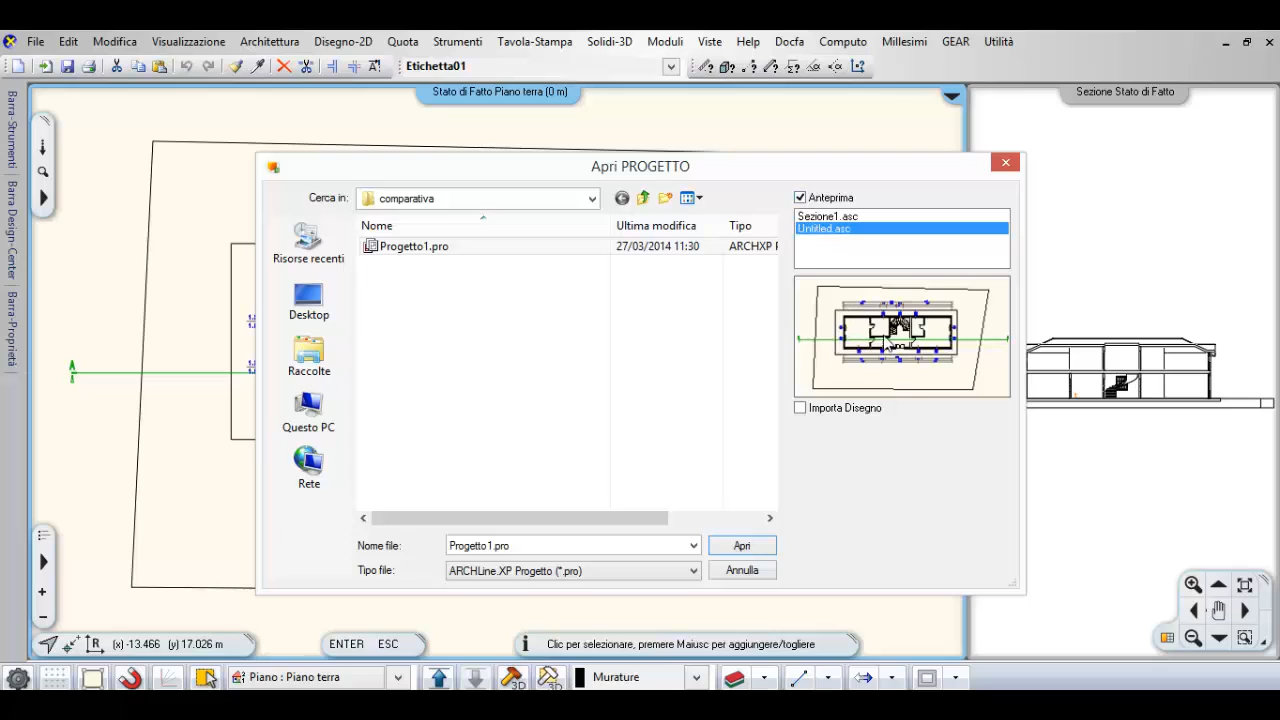 File Edit Modifica Visualizzazione Architettura Disegno-2D Quota Strumenti Tavola-Stampa Solidi-3D Moduli Viste Help Docfa Computo Millesimi GEAR Utilità
Etichetta01
Stato di Fatto Piano terra (0 m)
Sezione Stato di Fatto
Barra-Strumenti
Barra Design-Center
Barra-Proprietà
Apri PROGETTO
Cerca in: comparativa
Anteprima
Nome Ultima modifica Tipo
Progetto1.pro 27/03/2014 11:30 ARCHXP P
Sezione1.asc
Untitled.asc
Risorse recenti
Desktop
Raccolte
Questo PC
Rete
Importa Disegno
Nome file: Progetto1.pro Apri
Tipo file: ARCHLine.XP Progetto (*.pro) Annulla
A
(x) -13.466 (y) 17.026 m
ENTER ESC
Clic per selezionare, premere Maiusc per aggiungere/togliere
Piano : Piano terra
3D
3D
Murature